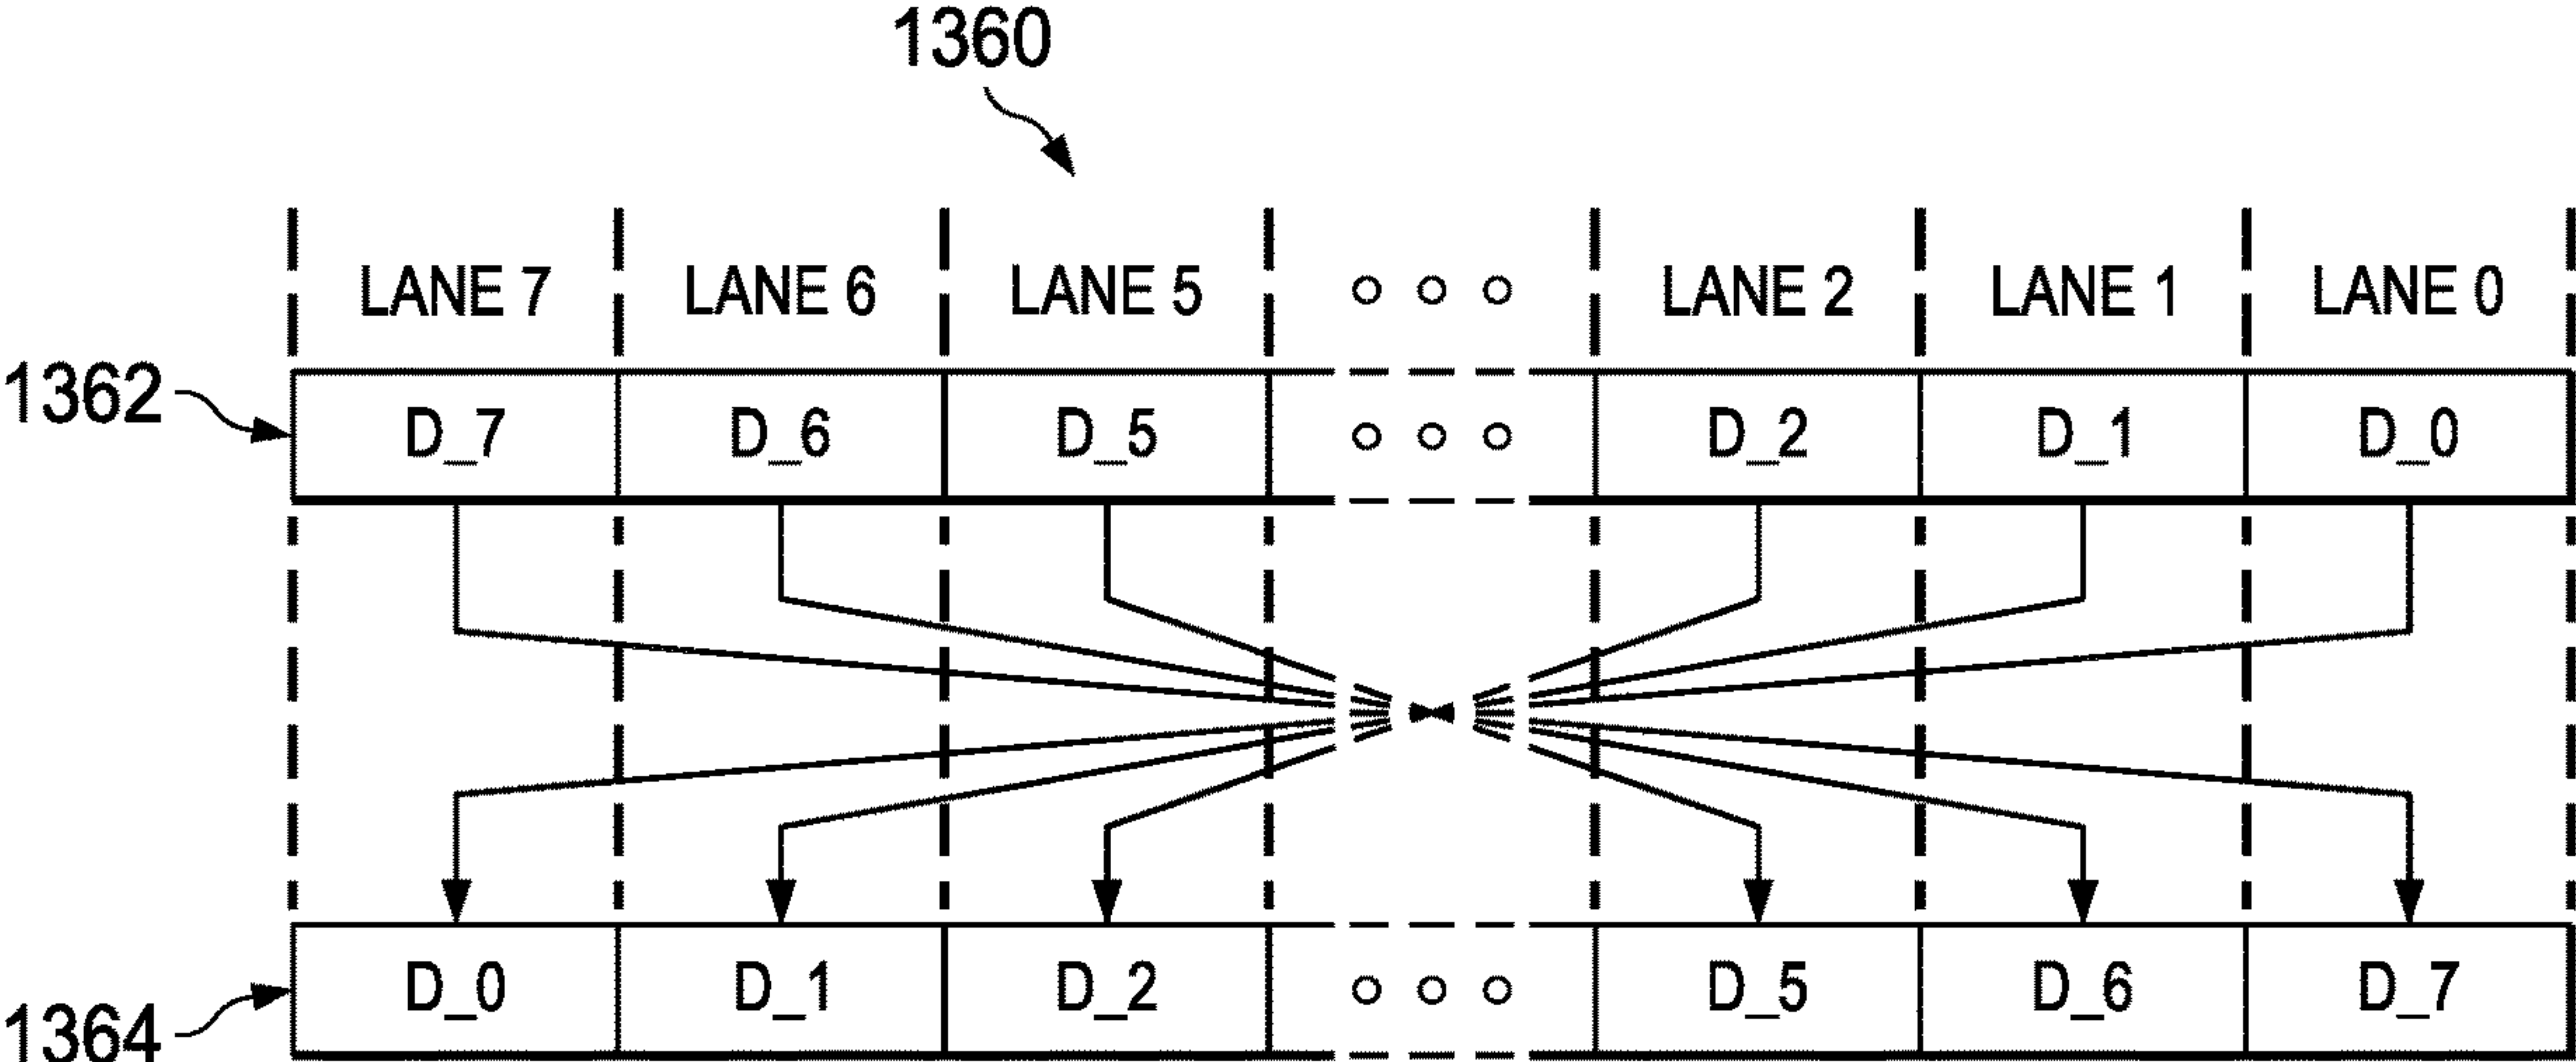 1360
LANE 7 LANE 6 LANE 5 ○ ○ ○ LANE 2 LANE 1 LANE 0
1362 D_7 D_6 D_5 ○ ○ ○ D_2 D_1 D_0
1364 D_0 D_1 D_2 ○ ○ ○ D_5 D_6 D_7